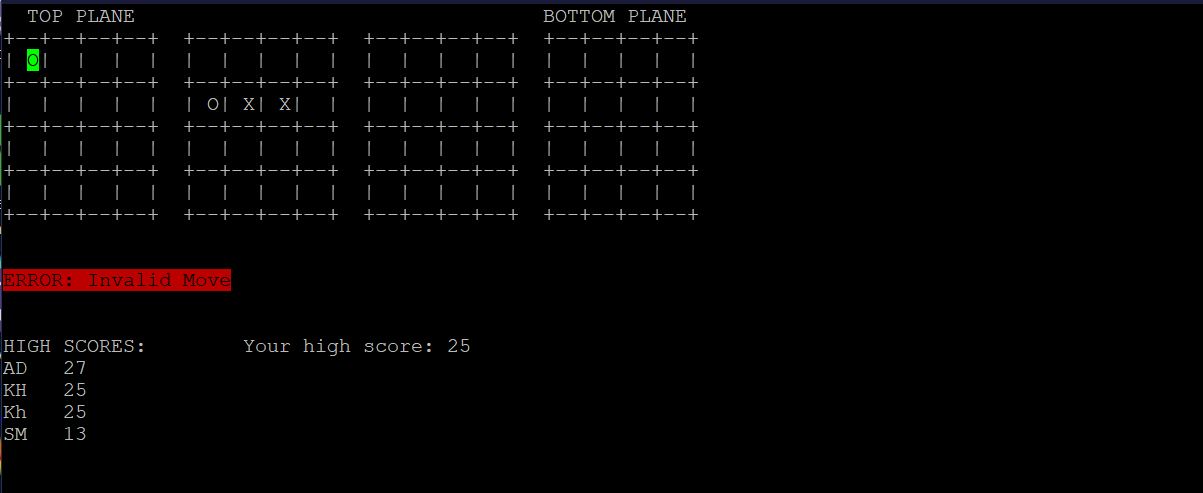 TOP PLANE                                  BOTTOM PLANE
+--+--+--+--+  +--+--+--+--+  +--+--+--+--+  +--+--+--+--+
| O|  |  |  |  |  |  |  |  |  |  |  |  |  |  |  |  |  |  |
+--+--+--+--+  +--+--+--+--+  +--+--+--+--+  +--+--+--+--+
|  |  |  |  |  | O| X| X|  |  |  |  |  |  |  |  |  |  |  |
+--+--+--+--+  +--+--+--+--+  +--+--+--+--+  +--+--+--+--+
|  |  |  |  |  |  |  |  |  |  |  |  |  |  |  |  |  |  |  |
+--+--+--+--+  +--+--+--+--+  +--+--+--+--+  +--+--+--+--+
|  |  |  |  |  |  |  |  |  |  |  |  |  |  |  |  |  |  |  |
+--+--+--+--+  +--+--+--+--+  +--+--+--+--+  +--+--+--+--+
ERROR: Invalid Move
HIGH SCORES:        Your high score: 25
AD   27
KH   25
Kh   25
SM   13